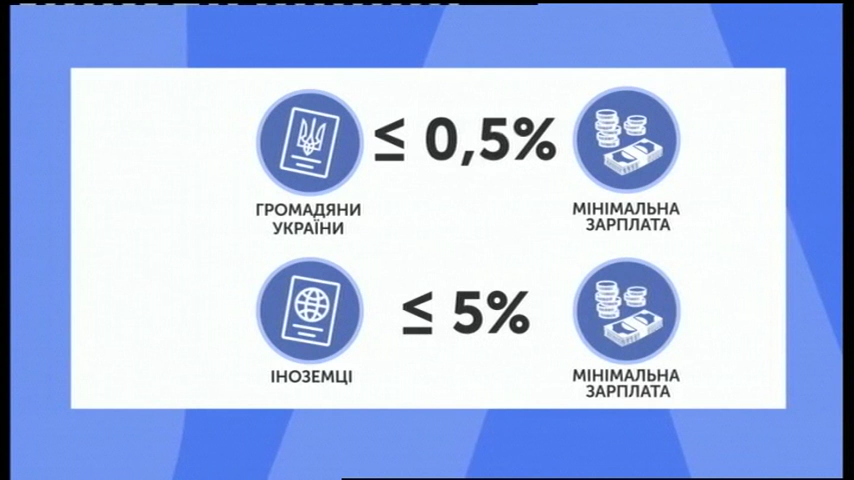 ≤ 0,5%
ГРОМАДЯНИ
УКРАЇНИ
МІНІМАЛЬНА
ЗАРПЛАТА
≤ 5%
ІНОЗЕМЦІ
МІНІМАЛЬНА
ЗАРПЛАТА